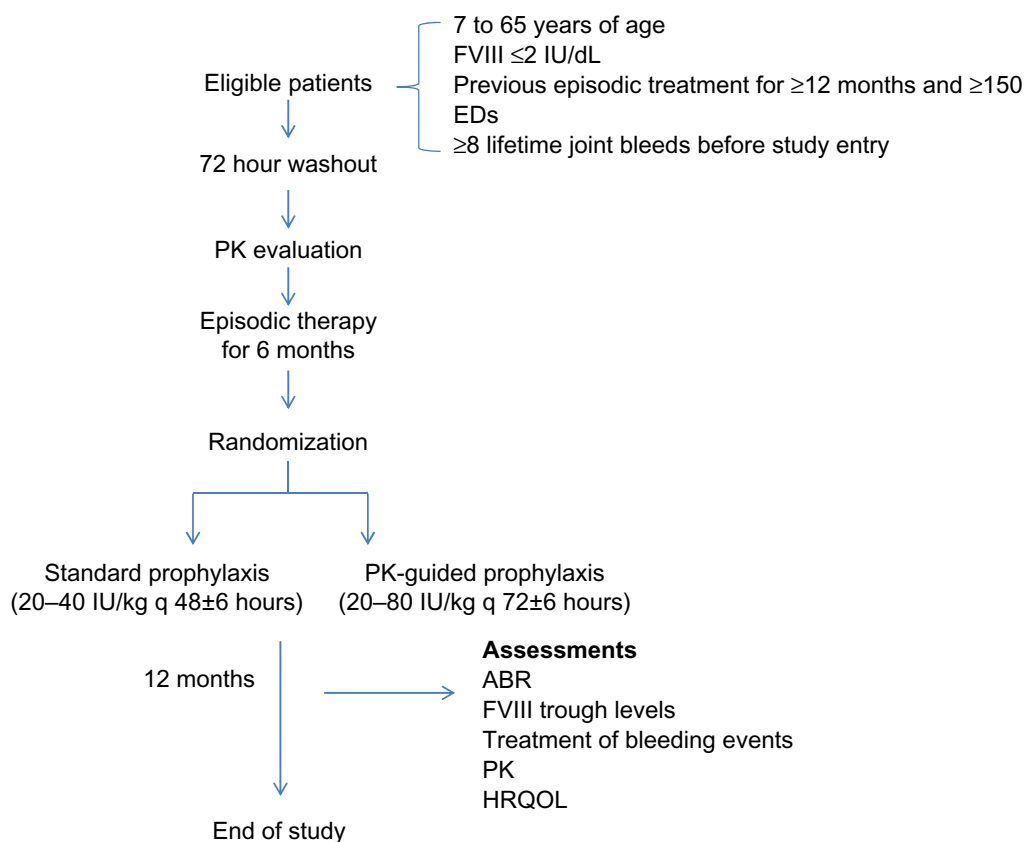 7 to 65 years of age
FVIII ≤2 IU/dL
Eligible patients
Previous episodic treatment for ≥12 months and ≥150
EDs
≥8 lifetime joint bleeds before study entry
72 hour washout
PK evaluation
Episodic therapy
for 6 months
Randomization
Standard prophylaxis
(20–40 IU/kg q 48±6 hours)
PK-guided prophylaxis
(20–80 IU/kg q 72±6 hours)
12 months
Assessments
ABR
FVIII trough levels
Treatment of bleeding events
PK
HRQOL
End of study